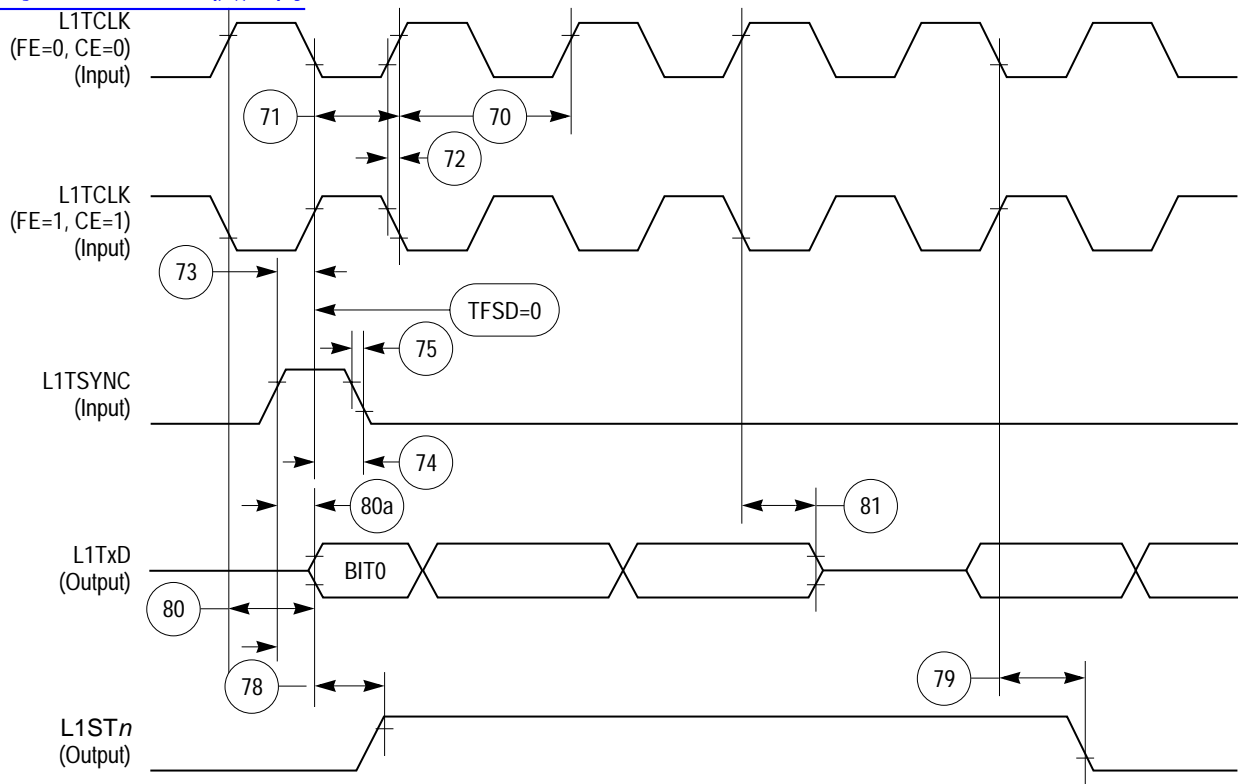 L1TCLK
(FE=0, CE=0)
(Input)
71
70
72
L1TCLK
(FE=1, CE=1)
(Input)
73
TFSD=0
75
L1TSYNC
(Input)
74
80a
81
L1TxD
(Output)
BIT0
80
78
79
L1STn
(Output)